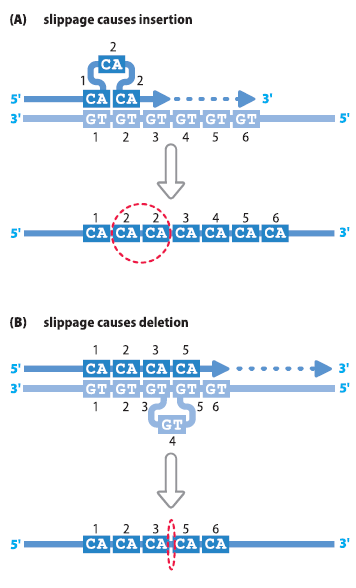 (A) slippage causes insertion
2
CA
1 2
5' CA CA 3'
3' GT GT GT GT GT GT 5'
1 2 3 4 5 6
1 2 2 3 4 5 6
5' CA CA CA CA CA CA CA 3'
(B) slippage causes deletion
1 2 3 5
5' CA CA CA CA 3'
3' GT GT GT GT GT 5'
1 2 3 5 6
GT
4
1 2 3 5 6
5' CA CA CA CA CA 3'